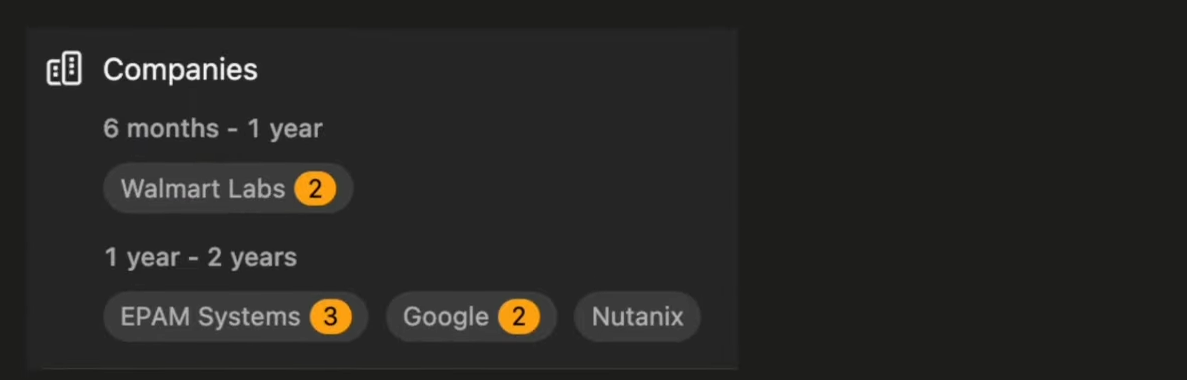 Companies
6 months - 1 year
Walmart Labs 2
1 year - 2 years
EPAM Systems 3 Google 2 Nutanix